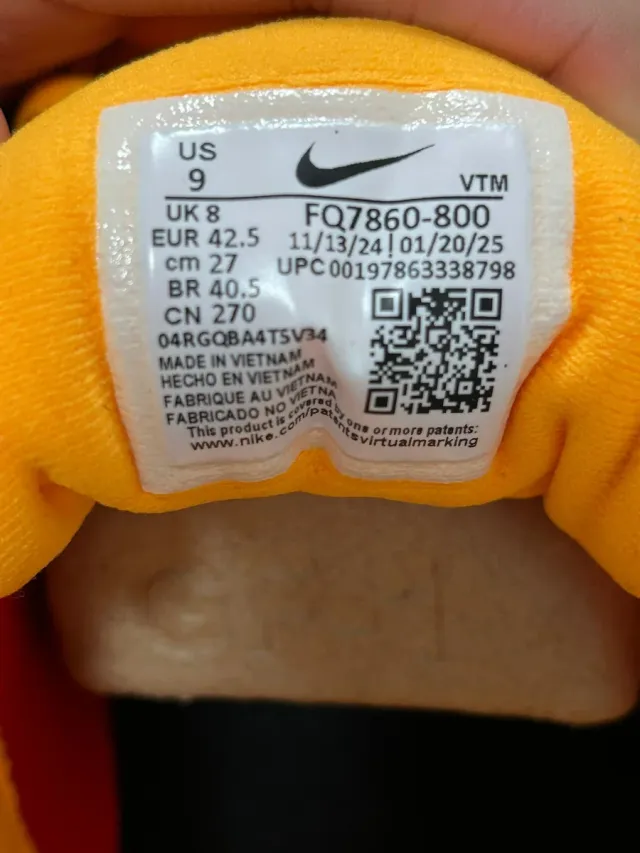 US
9
VTM
UK 8
FQ7860-800
EUR 42.5
11/13/24 | 01/20/25
cm 27
UPC 00197863338798
BR 40.5
CN 270
04RGQBA4TSV34
MADE IN VIETNAM
HECHO EN VIETNAM
FABRIQUE AU VIETNAM
FABRICADO NO VIETNA
This product is covered by one or more patents:
www.nike.com/patentsvirtualmarking